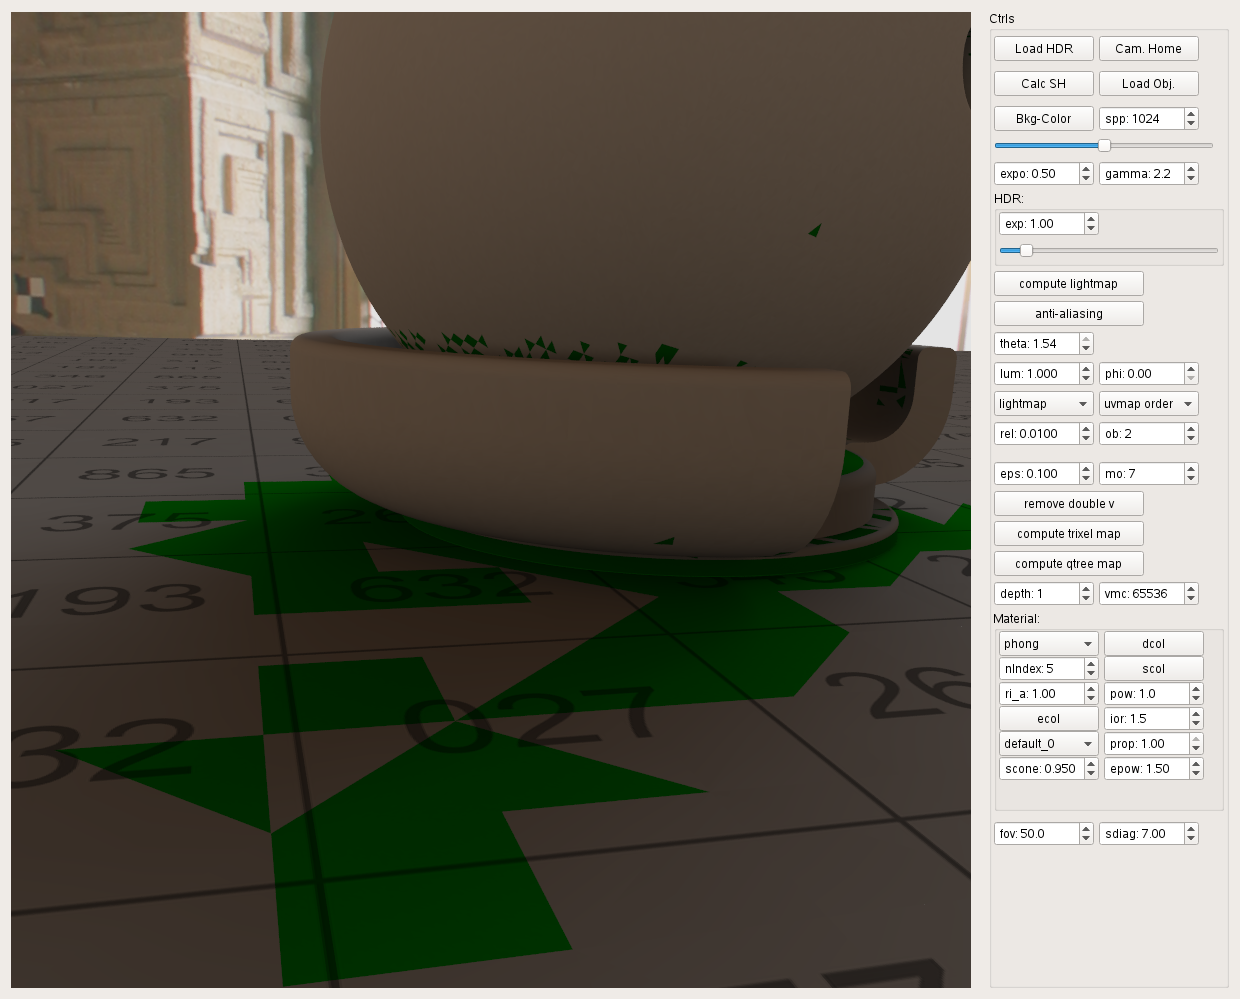 Ctrls
Load HDR Cam. Home
Calc SH Load Obj.
Bkg-Color spp: 1024
expo: 0.50 gamma: 2.2
HDR:
exp: 1.00
compute lightmap
anti-aliasing
theta: 1.54
lum: 1.000 phi: 0.00
lightmap uvmap order
rel: 0.0100 ob: 2
eps: 0.100 mo: 7
remove double v
compute trixel map
compute qtree map
depth: 1 vmc: 65536
Material:
phong dcol
nIndex: 5 scol
ri_a: 1.00 pow: 1.0
ecol ior: 1.5
default_0 prop: 1.00
scone: 0.950 epow: 1.50
fov: 50.0 sdiag: 7.00
632
217
865
375
193
632
32
027
26